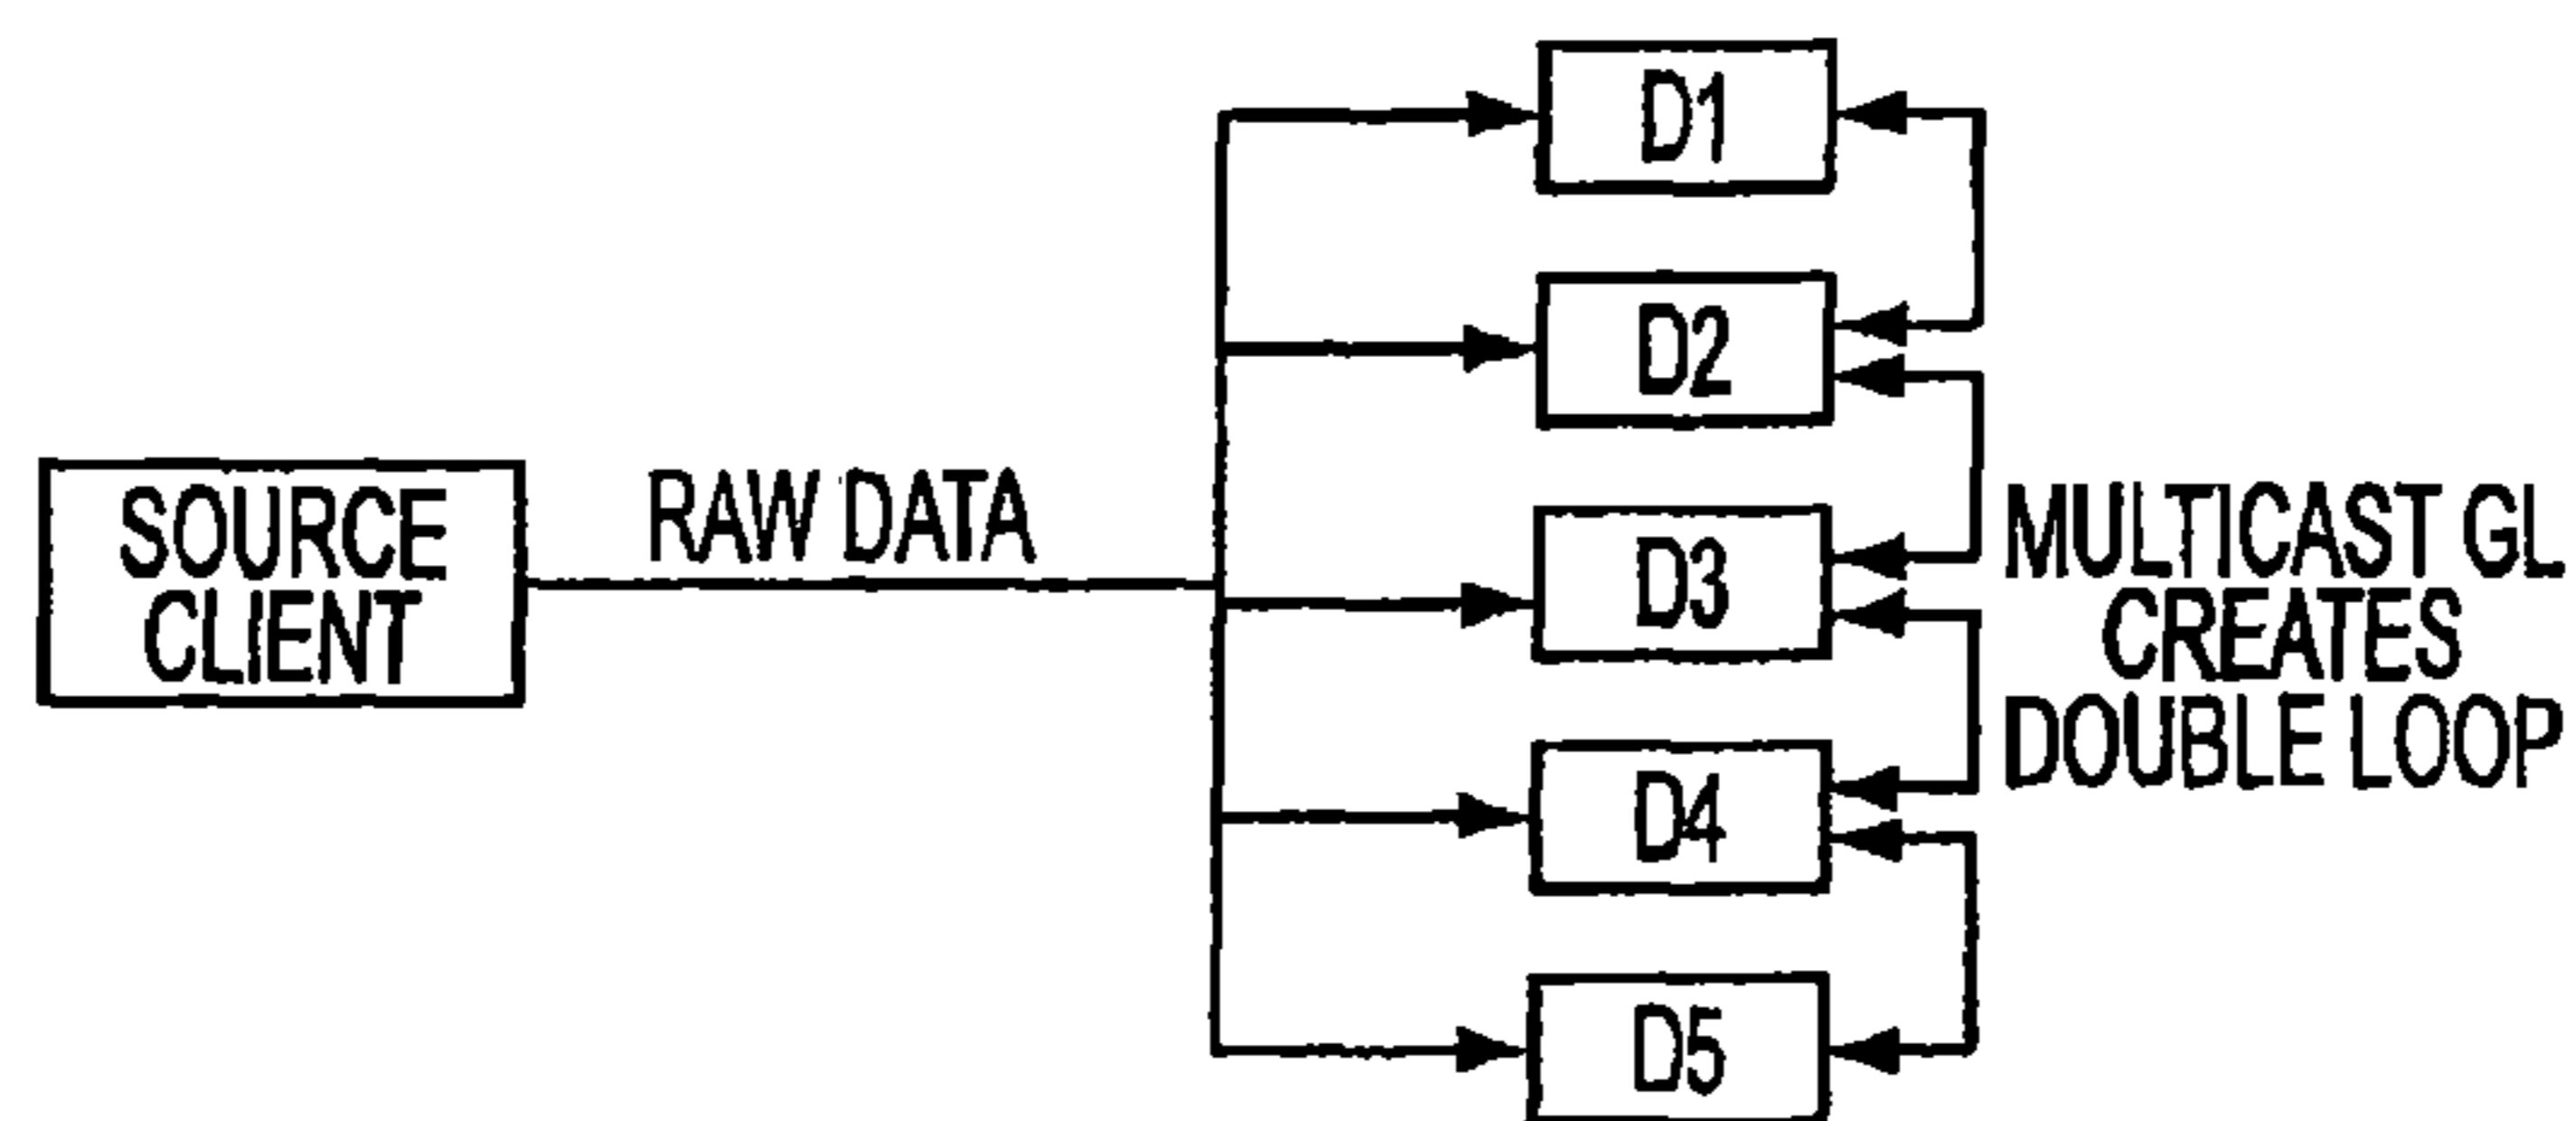 SOURCE
CLIENT
RAW DATA
D1
D2
D3
D4
D5
MULTICAST GL
CREATES
DOUBLE LOOP